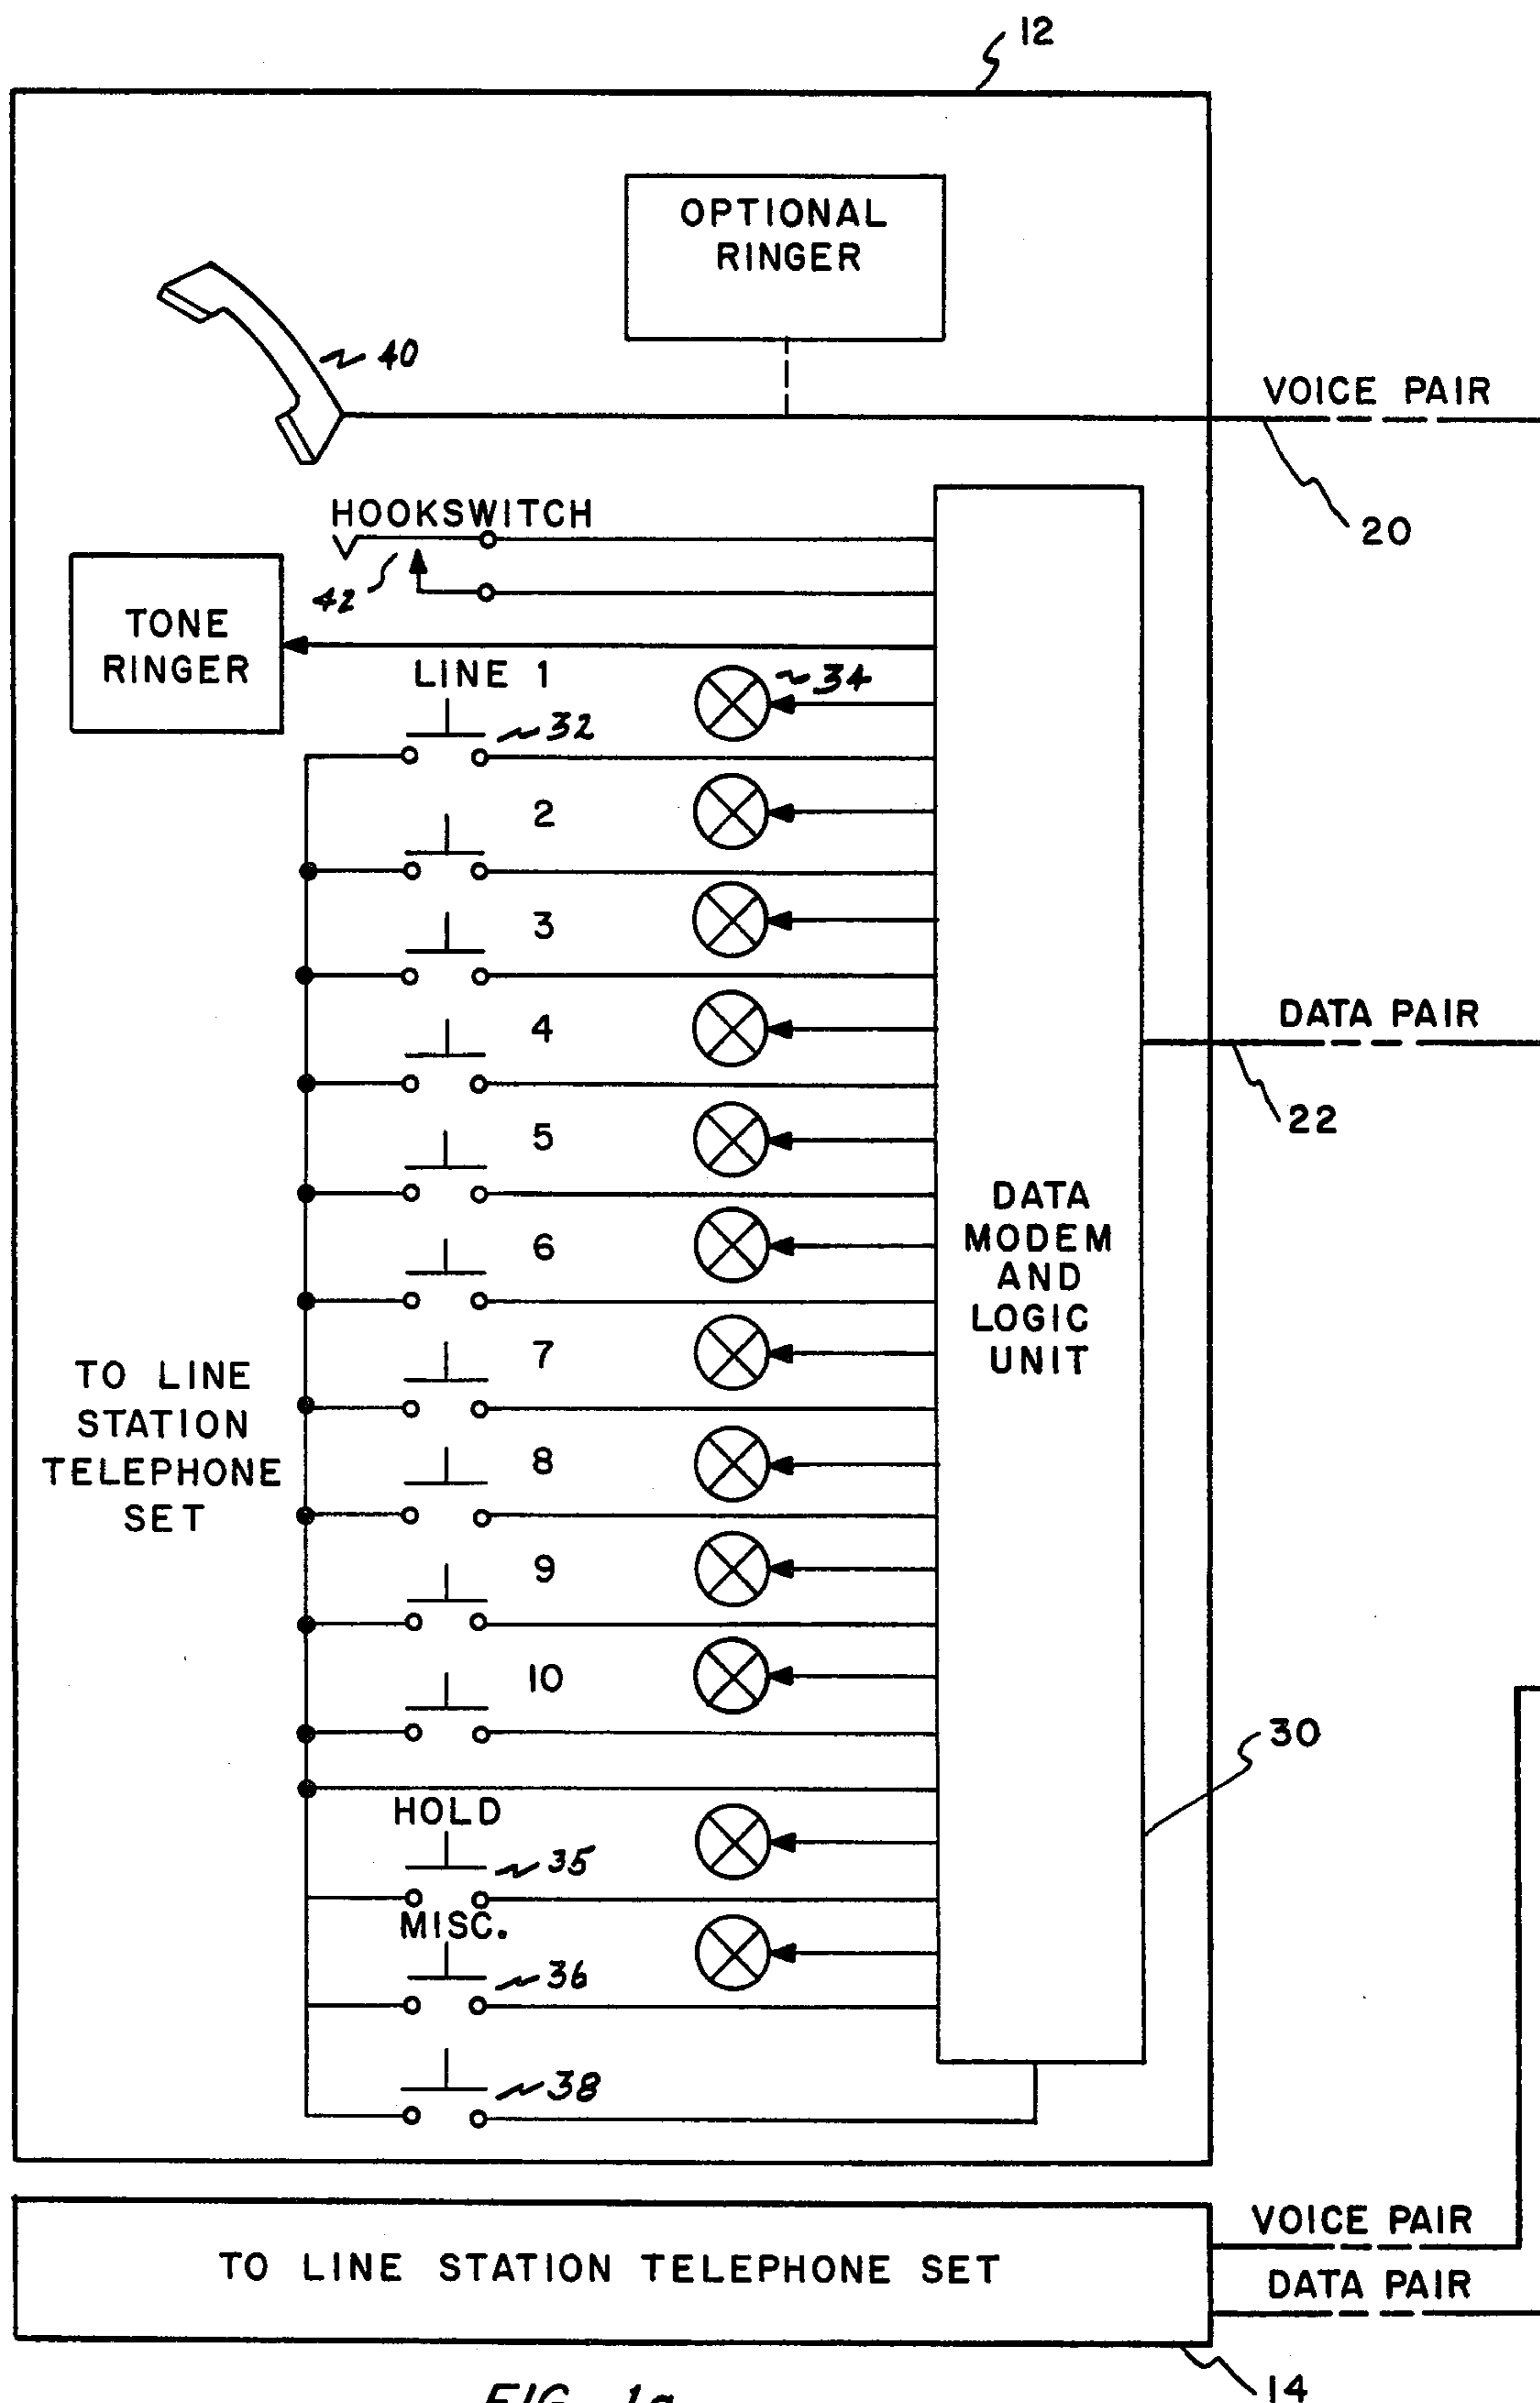 12
OPTIONAL
RINGER
40
VOICE PAIR
20
HOOKSWITCH
42
TONE
RINGER
LINE 1
34
32
2
3
4
DATA PAIR
22
5
6
7
8
9
10
DATA
MODEM
AND
LOGIC
UNIT
TO LINE
STATION
TELEPHONE
SET
30
HOLD
35
MISC.
36
38
TO LINE STATION TELEPHONE SET
VOICE PAIR
DATA PAIR
14
FIG. 1a